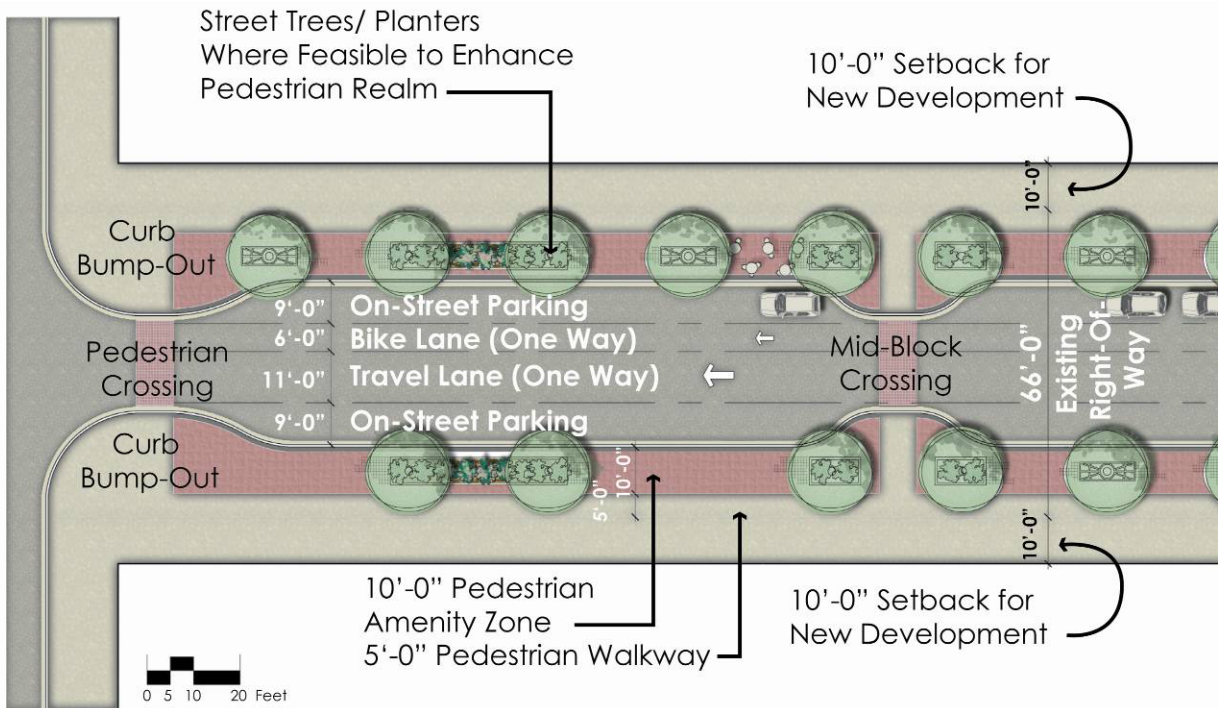 Street Trees/ Planters
Where Feasible to Enhance
Pedestrian Realm
10’-0” Setback for
New Development
10’-0”
Curb
Bump-Out
9‘-0” On-Street Parking
6‘-0” Bike Lane (One Way)
11‘-0” Travel Lane (One Way)
9‘-0” On-Street Parking
Pedestrian
Crossing
Mid-Block
Crossing
66’-0”
Existing
Right-Of-
Way
Curb
Bump-Out
10’-0”
5‘-0”
10’-0”
10’-0” Pedestrian
Amenity Zone
5‘-0” Pedestrian Walkway
10’-0” Setback for
New Development
0 5 10 20 Feet